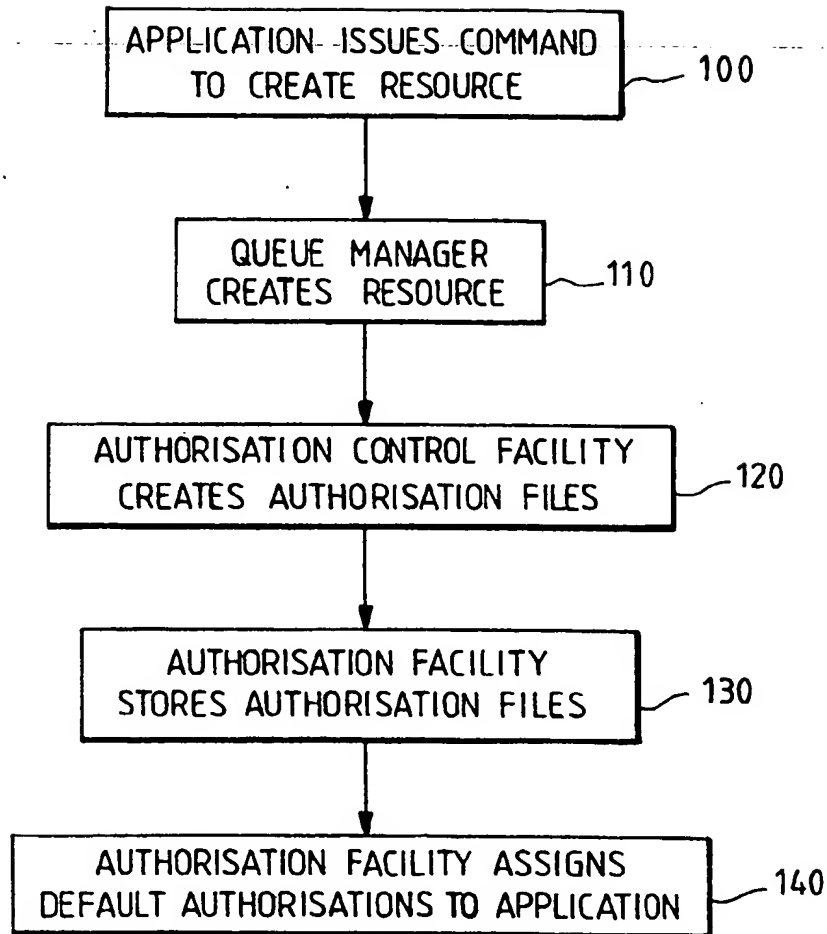 APPLICATION ISSUES COMMAND
TO CREATE RESOURCE
100
QUEUE MANAGER
CREATES RESOURCE
110
AUTHORISATION CONTROL FACILITY
CREATES AUTHORISATION FILES
120
AUTHORISATION FACILITY
STORES AUTHORISATION FILES
130
AUTHORISATION FACILITY ASSIGNS
DEFAULT AUTHORISATIONS TO APPLICATION
140